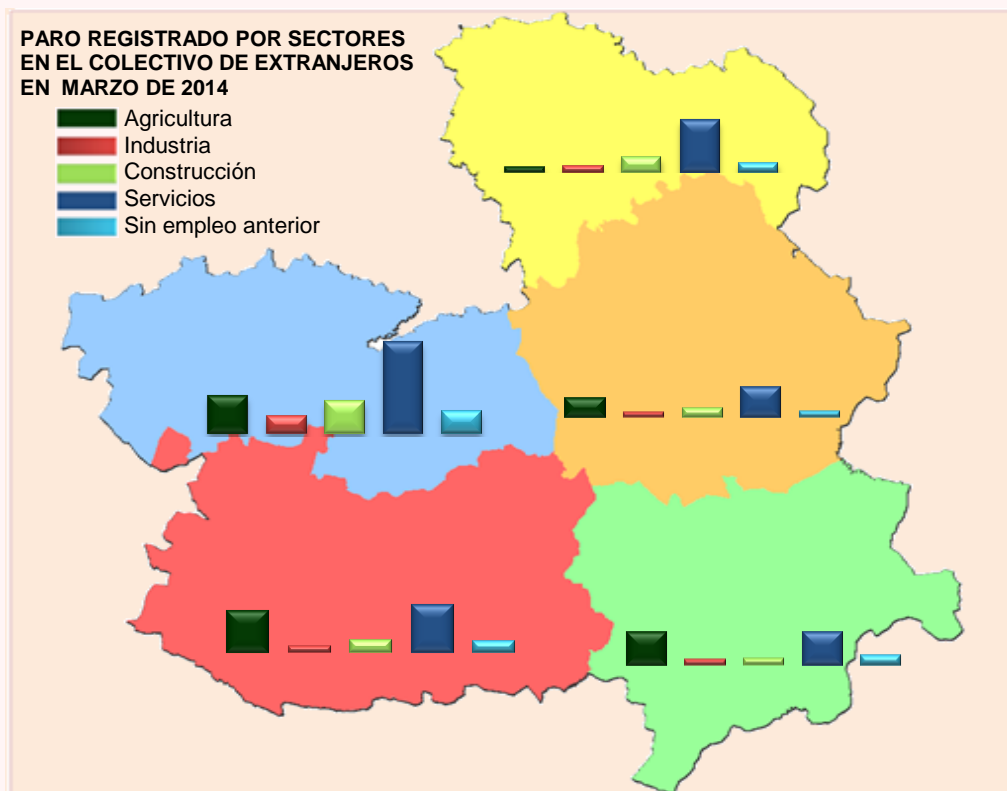 PARO REGISTRADO POR SECTORES
EN EL COLECTIVO DE EXTRANJEROS
EN MARZO DE 2014
Agricultura
Industria
Construcción
Servicios
Sin empleo anterior